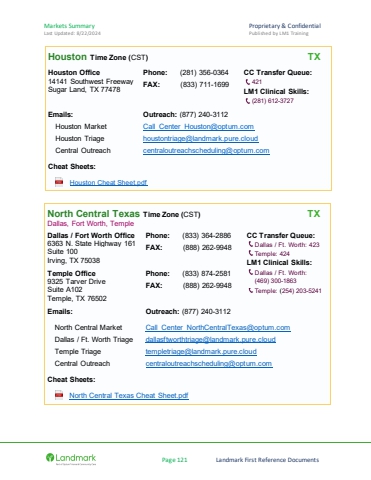 Markets Summary Proprietary & Confidential
Last Updated: 8/22/2024 Published by LM1 Training
Houston Time Zone (CST) TX
Houston Office Phone: (281) 356-0364 CC Transfer Queue:
14141 Southwest Freeway FAX: (833) 711-1699 421
Sugar Land, TX 77478 LM1 Clinical Skills:
(281) 612-3727
Emails: Outreach: (877) 240-3112
Houston Market Call_Center_Houston@optum.com
Houston Triage houstontriage@landmark.pure.cloud
Central Outreach centraloutreachscheduling@optum.com
Cheat Sheets:
Houston Cheat Sheet.pdf
North Central Texas Time Zone (CST) TX
Dallas, Fort Worth, Temple
Dallas / Fort Worth Office Phone: (833) 364-2886 CC Transfer Queue:
6363 N. State Highway 161 FAX: (888) 262-9948 Dallas / Ft. Worth: 423
Suite 100 Temple: 424
Irving, TX 75038 LM1 Clinical Skills:
Temple Office Phone: (833) 874-2581 Dallas / Ft. Worth:
9325 Tarver Drive FAX: (888) 262-9948 (469) 300-1863
Suite A102 Temple: (254) 203-5241
Temple, TX 76502
Emails: Outreach: (877) 240-3112
North Central Market Call_Center_NorthCentralTexas@optum.com
Dallas / Ft. Worth Triage dallasftworthtriage@landmark.pure.cloud
Temple Triage templetriage@landmark.pure.cloud
Central Outreach centraloutreachscheduling@optum.com
Cheat Sheets:
North Central Texas Cheat Sheet.pdf
Landmark Page 121 Landmark First Reference Documents